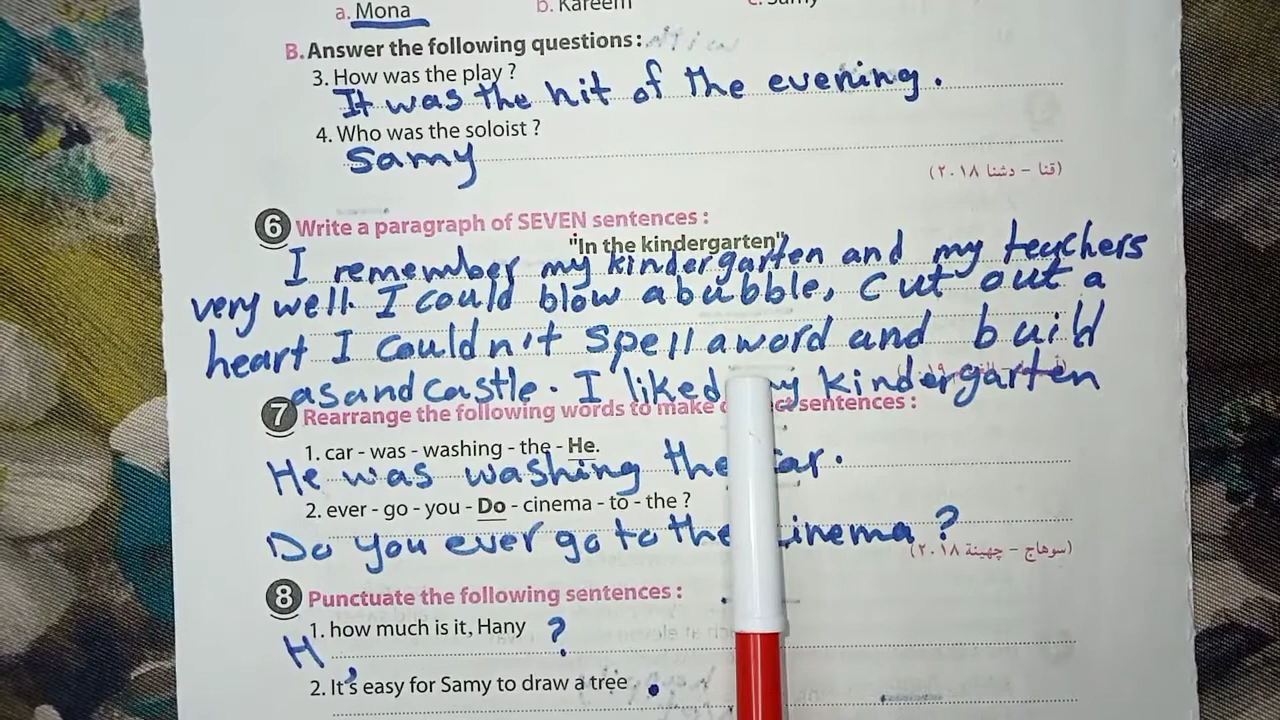 a. Mona b. Kareem c. Samy
B. Answer the following questions:
3. How was the play ?
It was the hit of the evening.
4. Who was the soloist ?
Samy
(قنا - دشنا ٢٠١٨)
6 Write a paragraph of SEVEN sentences :
"In the kindergarten"
I remember my kindergarten and my teachers
very well. I could blow a bubble, cut out a
heart I couldn't spell a word and build
a sand castle. I liked my kindergarten
7 Rearrange the following words to make correct sentences :
1. car - was - washing - the - He.
He was washing the car.
2. ever - go - you - Do - cinema - to - the ?
Do you ever go to the cinema ?
(سوهاج - جهينة ٢٠١٨)
8 Punctuate the following sentences :
1. how much is it, Hany ?
H
2. It's easy for Samy to draw a tree .